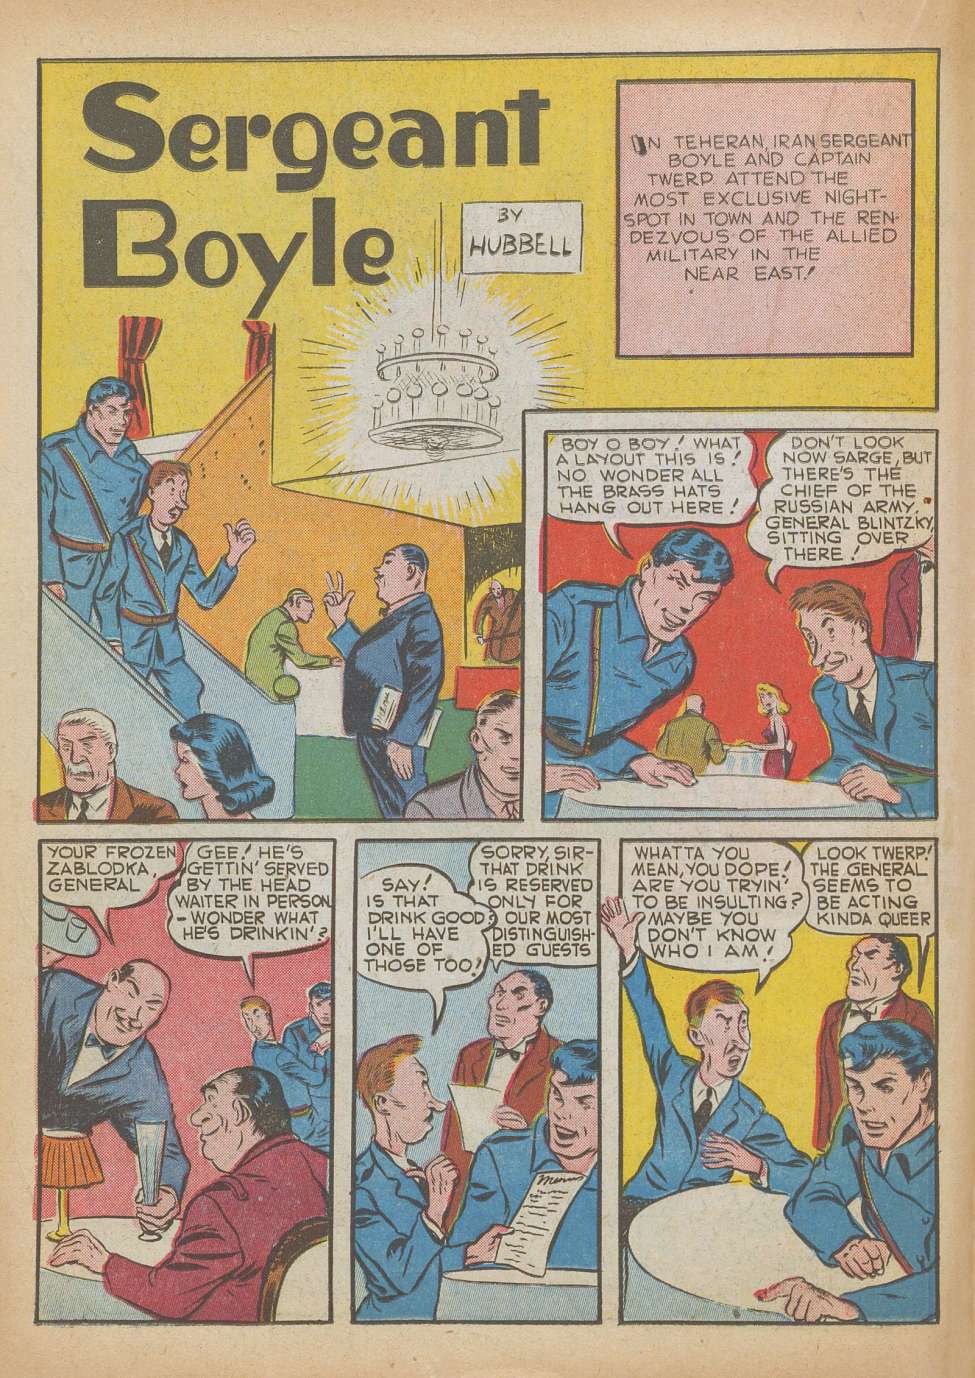 Sergeant
Boyle
BY
HUBBELL
IN TEHERAN, IRAN, SERGEANT
BOYLE AND CAPTAIN
TWERP ATTEND THE
MOST EXCLUSIVE NIGHT-
SPOT IN TOWN AND THE REN-
DEZVOUS OF THE ALLIED
MILITARY IN THE
NEAR EAST!
BOY O BOY! WHAT
A LAYOUT THIS IS!
NO WONDER ALL
THE BRASS HATS
HANG OUT HERE!
DON'T LOOK
NOW SARGE, BUT
THERE'S THE
CHIEF OF THE
RUSSIAN ARMY,
GENERAL BLINTZKY,
SITTING OVER
THERE!
YOUR FROZEN
ZABLODKA,
GENERAL
GEE! HE'S
GETTIN' SERVED
BY THE HEAD
WAITER IN PERSON
- WONDER WHAT
HE'S DRINKIN'?
SAY!
IS THAT
DRINK GOOD?
I'LL HAVE
ONE OF
THOSE TOO!
SORRY, SIR-
THAT DRINK
IS RESERVED
ONLY FOR
OUR MOST
DISTINGUISH-
ED GUESTS
Menu
WHATTA YOU
MEAN, YOU DOPE!
ARE YOU TRYIN'
TO BE INSULTING?
MAYBE YOU
DON'T KNOW
WHO I AM!
LOOK TWERP!
THE GENERAL
SEEMS TO
BE ACTING
KINDA QUEER